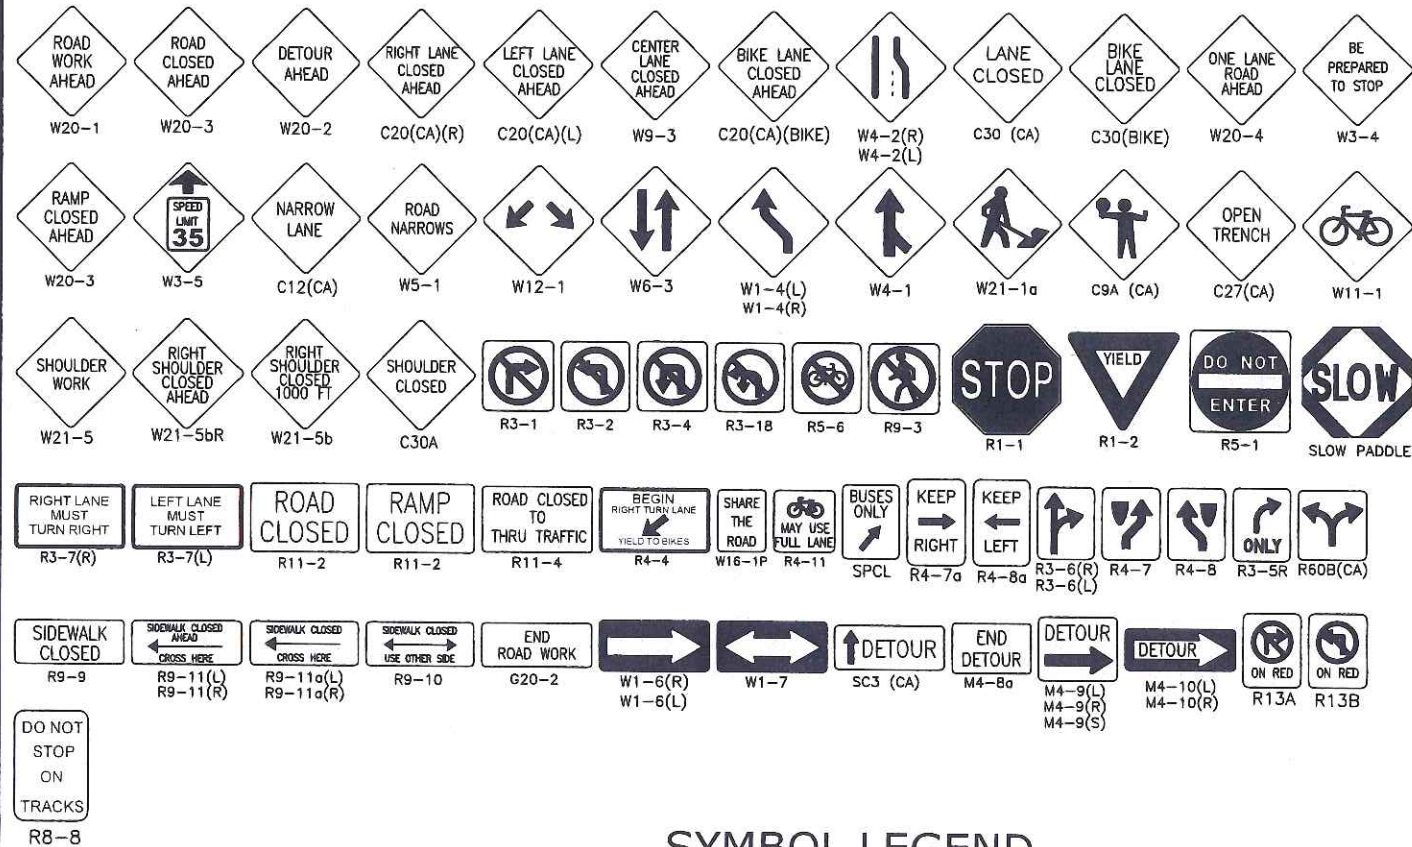 ROAD
WORK
AHEAD
W20-1
ROAD
CLOSED
AHEAD
W20-3
DETOUR
AHEAD
W20-2
RIGHT LANE
CLOSED
AHEAD
C20(CA)(R)
LEFT LANE
CLOSED
AHEAD
C20(CA)(L)
CENTER
LANE
CLOSED
AHEAD
W9-3
BIKE LANE
CLOSED
AHEAD
C20(CA)(BIKE)
W4-2(R)
W4-2(L)
LANE
CLOSED
C30 (CA)
BIKE
LANE
CLOSED
C30(BIKE)
ONE LANE
ROAD
AHEAD
W20-4
BE
PREPARED
TO STOP
W3-4
RAMP
CLOSED
AHEAD
W20-3
SPEED
LIMIT
35
W3-5
NARROW
LANE
C12(CA)
ROAD
NARROWS
W5-1
W12-1
W6-3
W1-4(L)
W1-4(R)
W4-1
W21-1a
C9A (CA)
OPEN
TRENCH
C27(CA)
W11-1
SHOULDER
WORK
W21-5
RIGHT
SHOULDER
CLOSED
AHEAD
W21-5bR
RIGHT
SHOULDER
CLOSED
1000 FT
W21-5b
SHOULDER
CLOSED
C30A
R3-1
R3-2
R3-4
R3-18
R5-6
R9-3
STOP
R1-1
YIELD
R1-2
DO NOT
ENTER
R5-1
SLOW
SLOW PADDLE
RIGHT LANE
MUST
TURN RIGHT
R3-7(R)
LEFT LANE
MUST
TURN LEFT
R3-7(L)
ROAD
CLOSED
R11-2
RAMP
CLOSED
R11-2
ROAD CLOSED
TO
THRU TRAFFIC
R11-4
BEGIN
RIGHT TURN LANE
YIELD TO BIKES
R4-4
SHARE
THE
ROAD
W16-1P
MAY USE
FULL LANE
R4-11
BUSES
ONLY
SPCL
KEEP
RIGHT
R4-7a
KEEP
LEFT
R4-8a
R3-6(R)
R3-6(L)
R4-7
R4-8
ONLY
R3-5R
R60B(CA)
SIDEWALK
CLOSED
R9-9
SIDEWALK CLOSED
AHEAD
CROSS HERE
R9-11(L)
R9-11(R)
SIDEWALK CLOSED
CROSS HERE
R9-11a(L)
R9-11a(R)
SIDEWALK CLOSED
USE OTHER SIDE
R9-10
END
ROAD WORK
G20-2
W1-6(R)
W1-6(L)
W1-7
DETOUR
SC3 (CA)
END
DETOUR
M4-8a
DETOUR
M4-9(L)
M4-9(R)
M4-9(S)
DETOUR
M4-10(L)
M4-10(R)
ON RED
R13A
ON RED
R13B
DO NOT
STOP
ON
TRACKS
R8-8
SYMBOL LEGEND